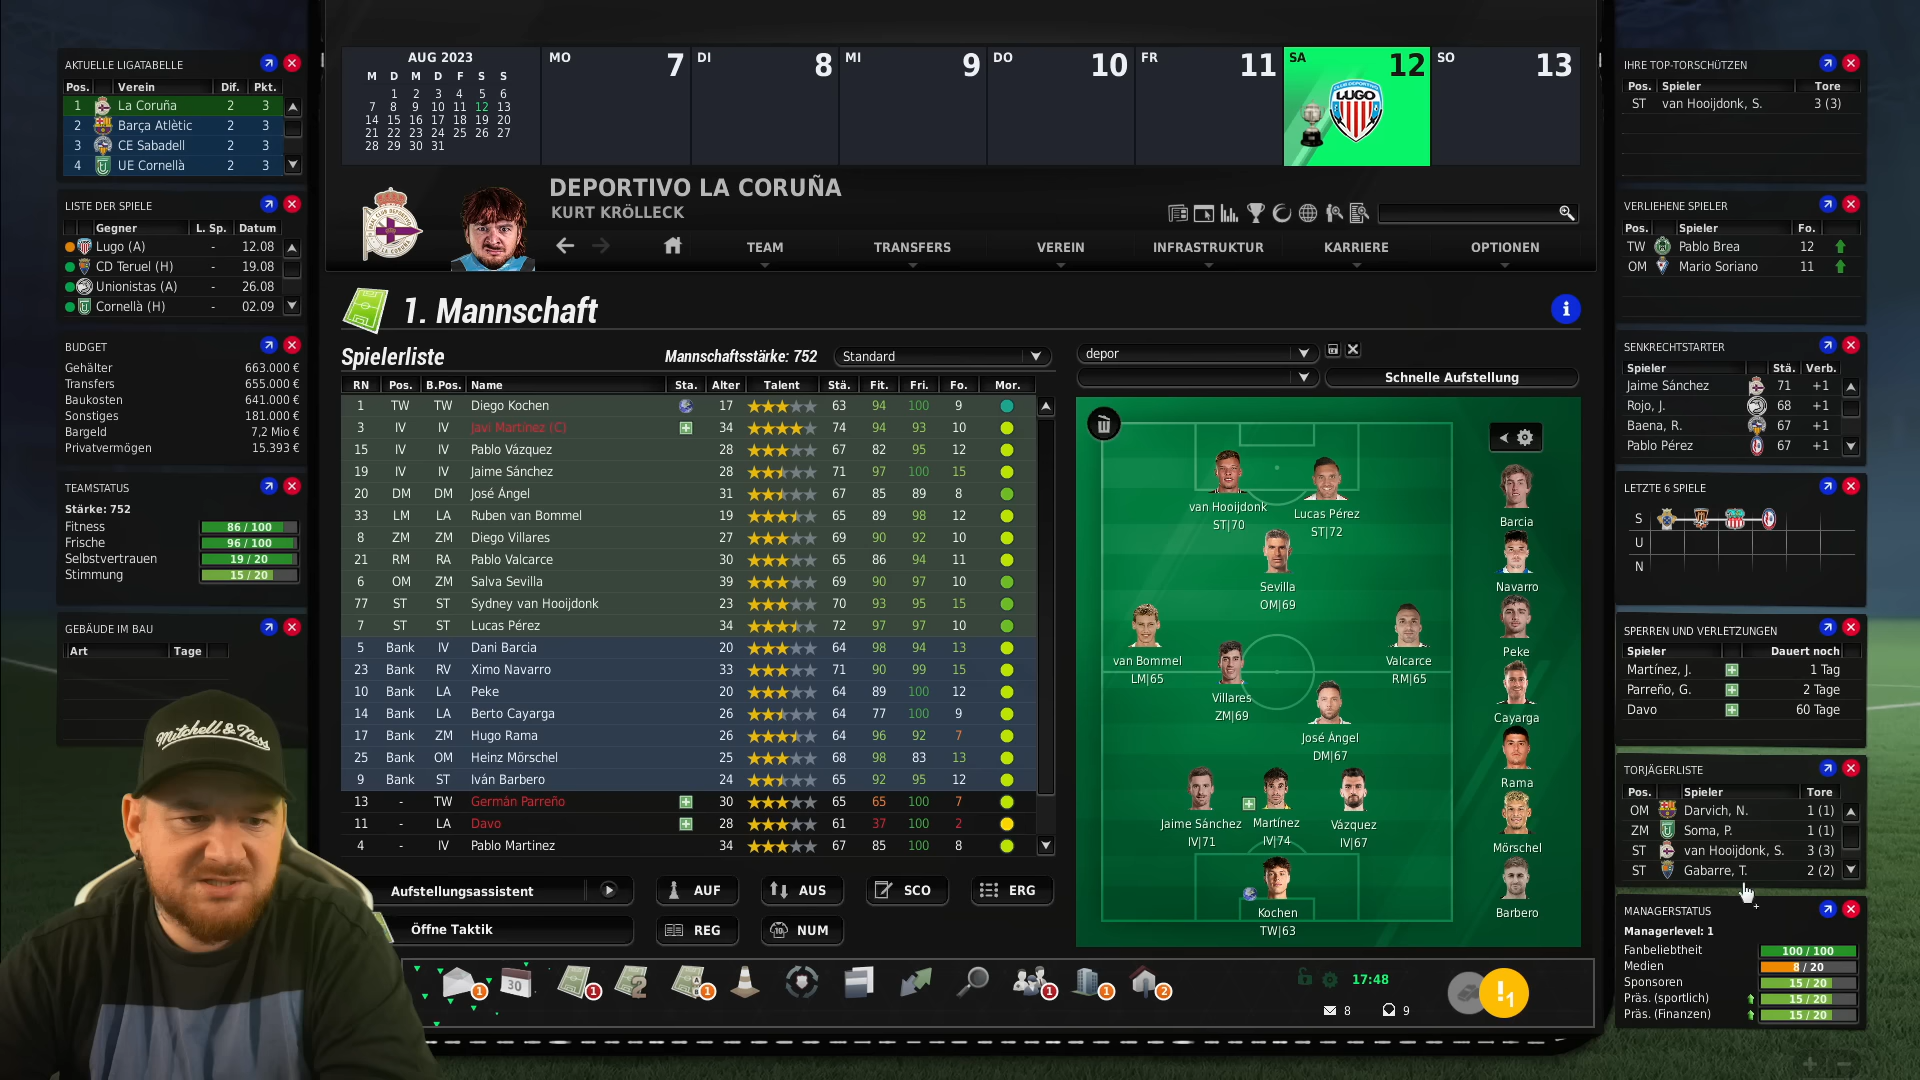 AKTUELLE LIGATABELLE
Pos. Verein Dif. Pkt.
1 La Coruña 2 3
2 Barça Atlètic 2 3
3 CE Sabadell 2 3
4 UE Cornellà 2 3
LISTE DER SPIELE
Gegner L. Sp. Datum
Lugo (A) - 12.08
CD Teruel (H) - 19.08
Unionistas (A) - 26.08
Cornellà (H) - 02.09
BUDGET
Gehälter 663.000 €
Transfers 655.000 €
Baukosten 641.000 €
Sonstiges 181.000 €
Bargeld 7,2 Mio €
Privatvermögen 15.393 €
TEAMSTATUS
Stärke: 752
Fitness 86 / 100
Frische 96 / 100
Selbstvertrauen 19 / 20
Stimmung 15 / 20
GEBÄUDE IM BAU
Art Tage
Mitchell & Ness
AUG 2023
M D M D F S S
1 2 3 4 5 6
7 8 9 10 11 12 13
14 15 16 17 18 19 20
21 22 23 24 25 26 27
28 29 30 31
MO 7
DI 8
MI 9
DO 10
FR 11
SA 12
LUGO
SO 13
DEPORTIVO LA CORUÑA
KURT KRÖLLECK
TEAM TRANSFERS VEREIN INFRASTRUKTUR KARRIERE OPTIONEN
1. Mannschaft
Spielerliste Mannschaftsstärke: 752 Standard
RN Pos. B.Pos. Name Sta. Alter Talent Stä. Fit. Fri. Fo. Mor.
1 TW TW Diego Kochen 17 63 94 100 9
3 IV IV Javi Martínez (C) 34 74 94 93 10
15 IV IV Pablo Vázquez 28 67 82 95 12
19 IV IV Jaime Sánchez 28 71 97 100 15
20 DM DM José Ángel 31 67 85 89 8
33 LM LA Ruben van Bommel 19 65 89 98 12
8 ZM ZM Diego Villares 27 69 90 92 10
21 RM RA Pablo Valcarce 30 65 86 94 11
6 OM ZM Salva Sevilla 39 69 90 97 10
77 ST ST Sydney van Hooijdonk 23 70 93 95 15
7 ST ST Lucas Pérez 34 72 97 97 10
5 Bank IV Dani Barcia 20 64 98 94 13
23 Bank RV Ximo Navarro 33 71 90 99 15
10 Bank LA Peke 20 64 89 100 12
14 Bank LA Berto Cayarga 26 64 77 100 9
17 Bank ZM Hugo Rama 26 64 96 92 7
25 Bank OM Heinz Mörschel 25 68 98 83 13
9 Bank ST Iván Barbero 24 65 92 95 12
13 - TW Germán Parreño 30 65 65 100 7
11 - LA Davo 28 61 37 100 2
4 - IV Pablo Martinez 34 67 85 100 8
Aufstellungsassistent AUF AUS SCO ERG
Öffne Taktik REG NUM
depor
Schnelle Aufstellung
van Hooijdonk
ST|70
Lucas Pérez
ST|72
Sevilla
OM|69
van Bommel
LM|65
Valcarce
RM|65
Villares
ZM|69
José Ángel
DM|67
Jaime Sánchez
IV|71
Martínez
IV|74
Vázquez
IV|67
Kochen
TW|63
Barcia
Navarro
Peke
Cayarga
Rama
Mörschel
Barbero
1 30 1 2 1 1 1 2
17:48
8 9
!1
IHRE TOP-TORSCHÜTZEN
Pos. Spieler Tore
ST van Hooijdonk, S. 3 (3)
VERLIEHENE SPIELER
Pos. Spieler Fo.
TW Pablo Brea 12
OM Mario Soriano 11
SENKRECHTSTARTER
Spieler Stä. Verb.
Jaime Sánchez 71 +1
Rojo, J. 68 +1
Baena, R. 67 +1
Pablo Pérez 67 +1
LETZTE 6 SPIELE
S
U
N
SPERREN UND VERLETZUNGEN
Spieler Dauert noch
Martínez, J. 1 Tag
Parreño, G. 2 Tage
Davo 60 Tage
TORJÄGERLISTE
Pos. Spieler Tore
OM Darvich, N. 1 (1)
ZM Soma, P. 1 (1)
ST van Hooijdonk, S. 3 (3)
ST Gabarre, T. 2 (2)
MANAGERSTATUS
Managerlevel: 1
Fanbeliebtheit 100 / 100
Medien 8 / 20
Sponsoren 15 / 20
Präs. (sportlich) 15 / 20
Präs. (Finanzen) 15 / 20